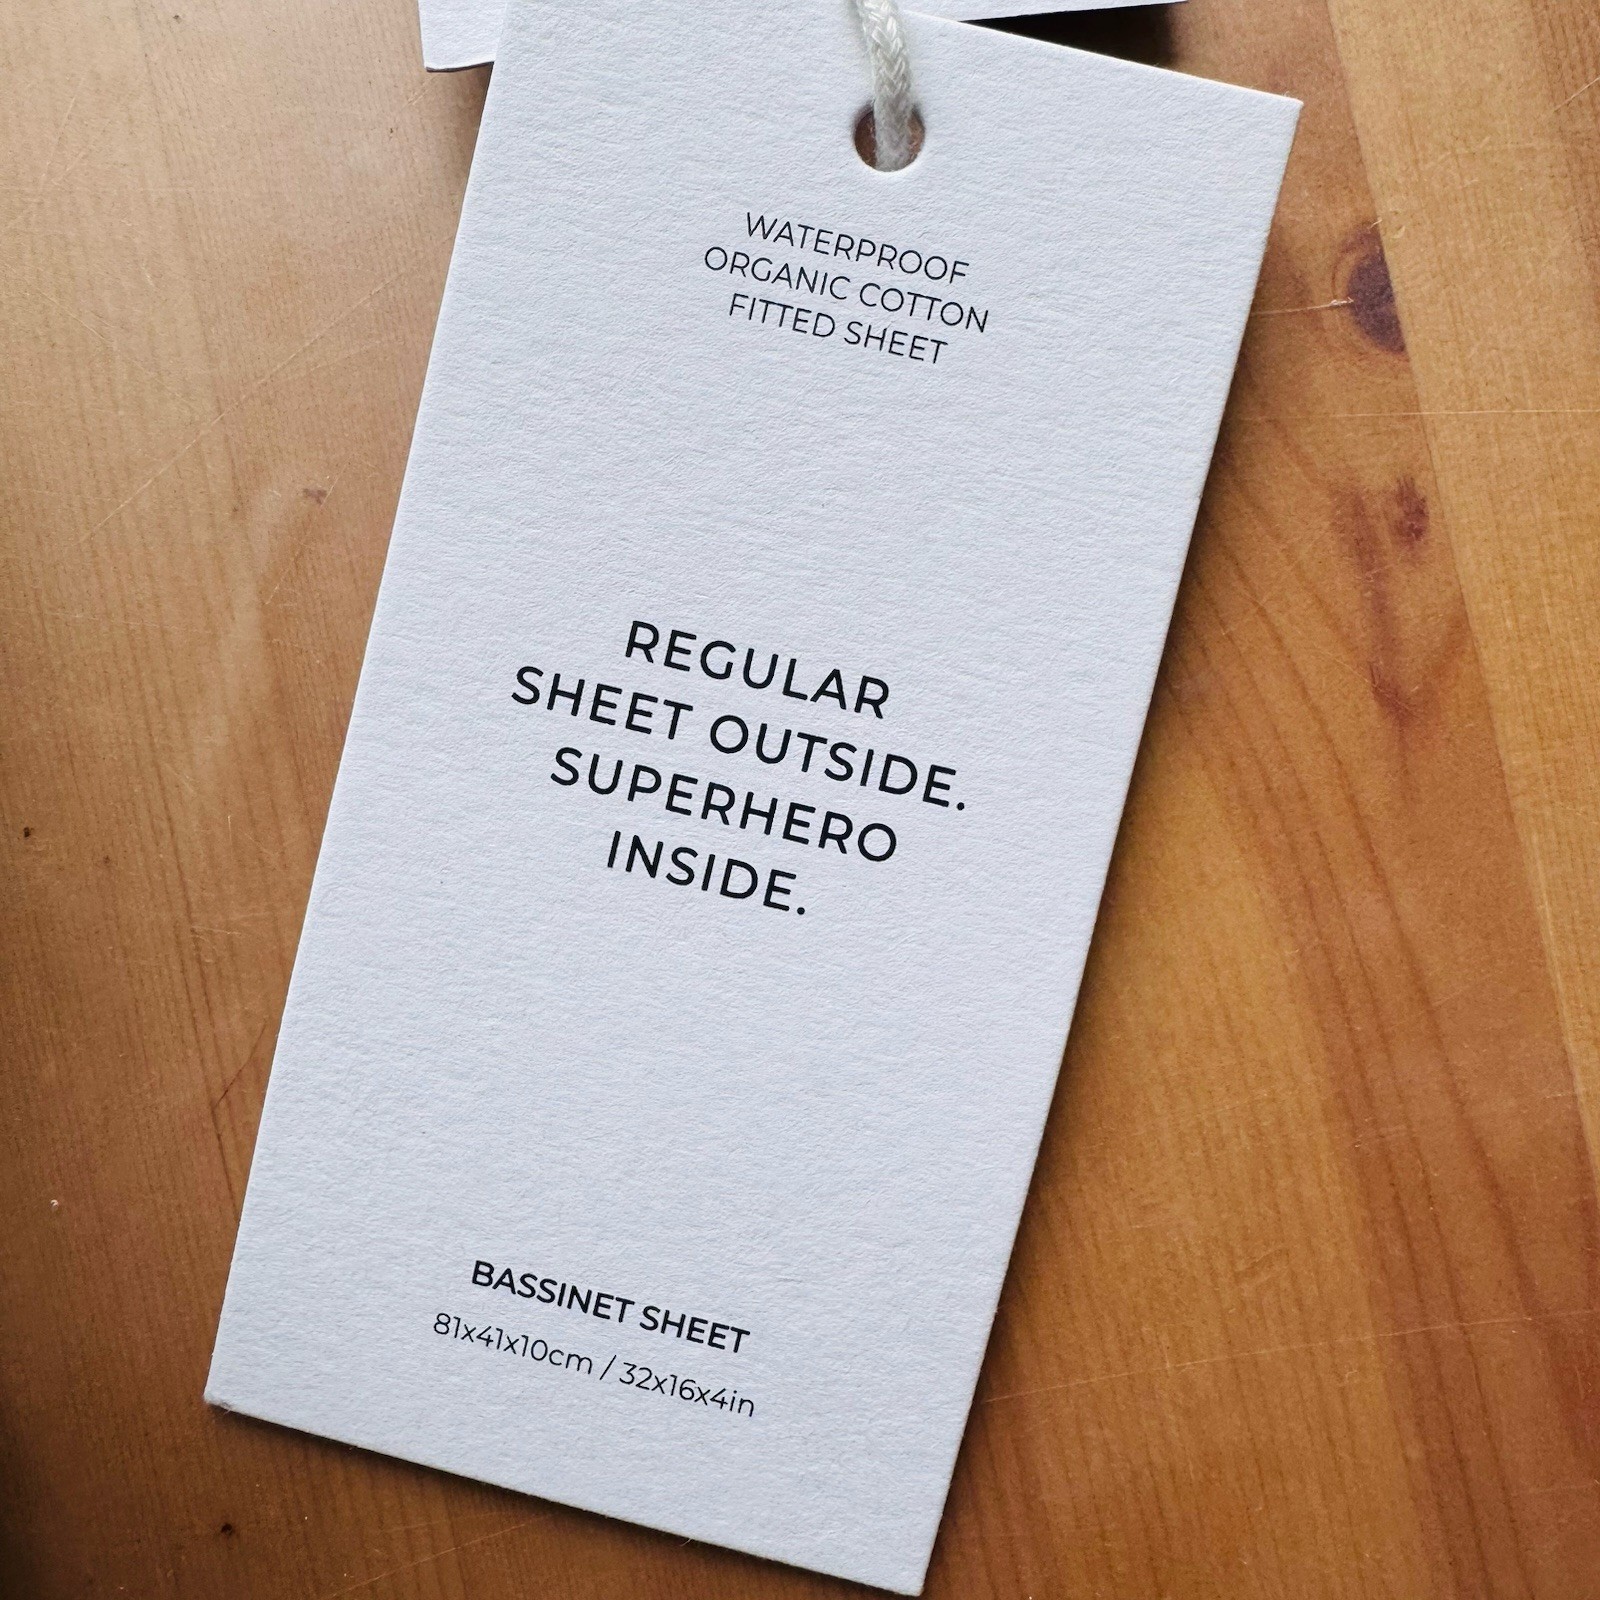 WATERPROOF
ORGANIC COTTON
FITTED SHEET
REGULAR
SHEET OUTSIDE.
SUPERHERO
INSIDE.
BASSINET SHEET
81x41x10cm / 32x16x4in